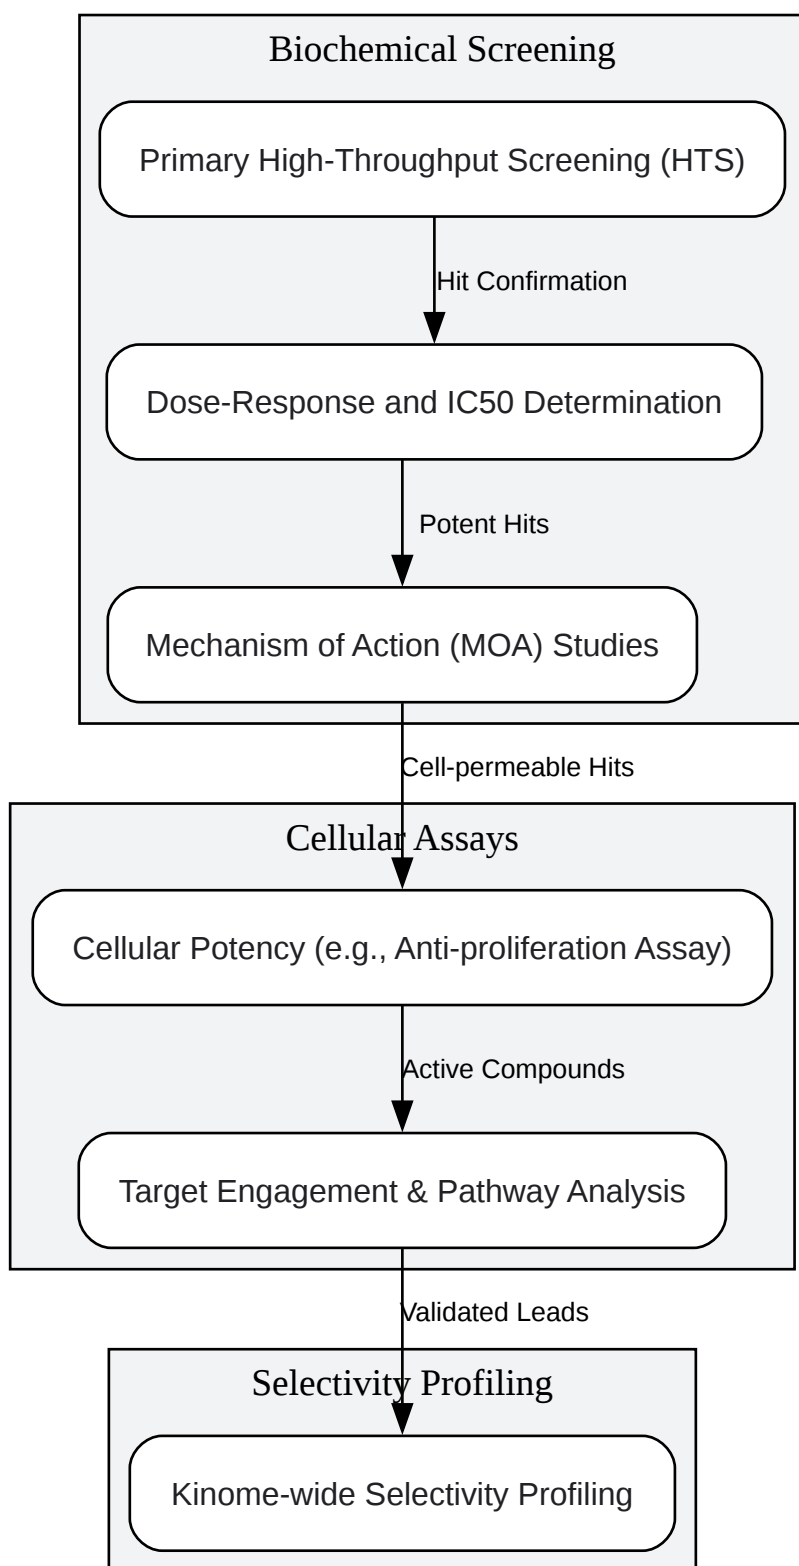 Biochemical Screening
Primary High-Throughput Screening (HTS)
Hit Confirmation
Dose-Response and IC50 Determination
Potent Hits
Mechanism of Action (MOA) Studies
Cell-permeable Hits
Cellular Assays
Cellular Potency (e.g., Anti-proliferation Assay)
Active Compounds
Target Engagement & Pathway Analysis
Validated Leads
Selectivity Profiling
Kinome-wide Selectivity Profiling